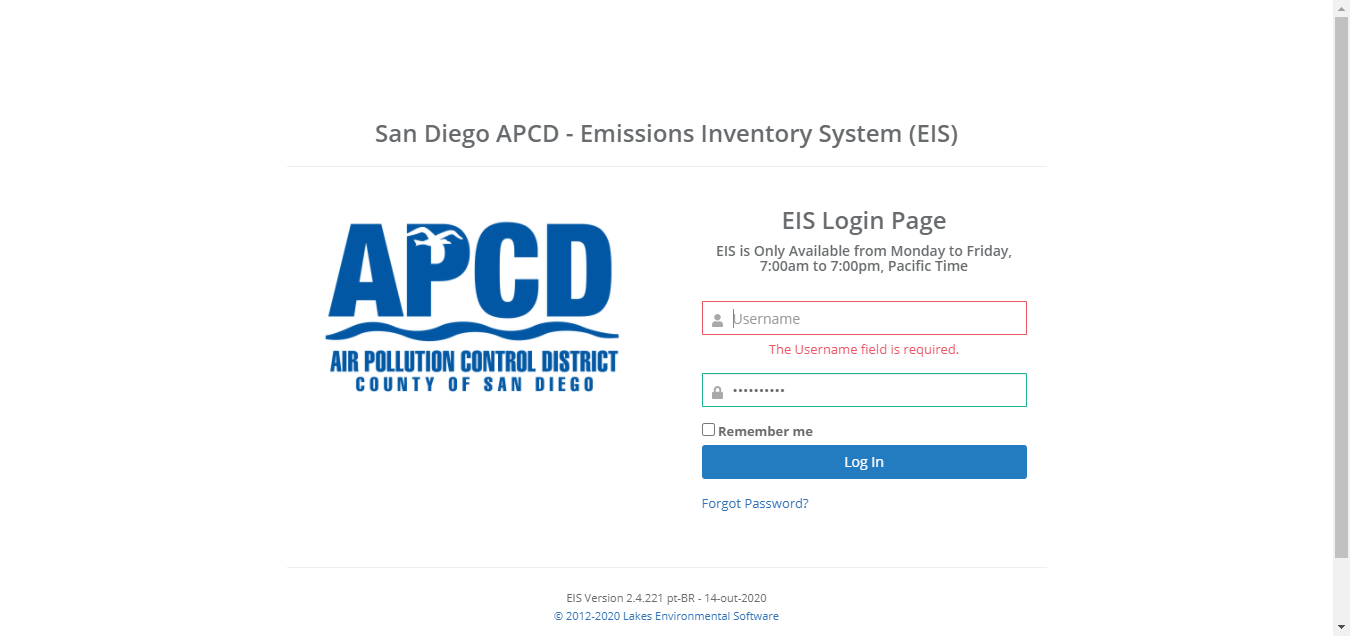 San Diego APCD - Emissions Inventory System (EIS)
APCD
AIR POLLUTION CONTROL DISTRICT
COUNTY OF SAN DIEGO
EIS Login Page
EIS is Only Available from Monday to Friday,
7:00am to 7:00pm, Pacific Time
Username
The Username field is required.
••••••••••
Remember me
Log In
Forgot Password?
EIS Version 2.4.221 pt-BR - 14-out-2020
© 2012-2020 Lakes Environmental Software